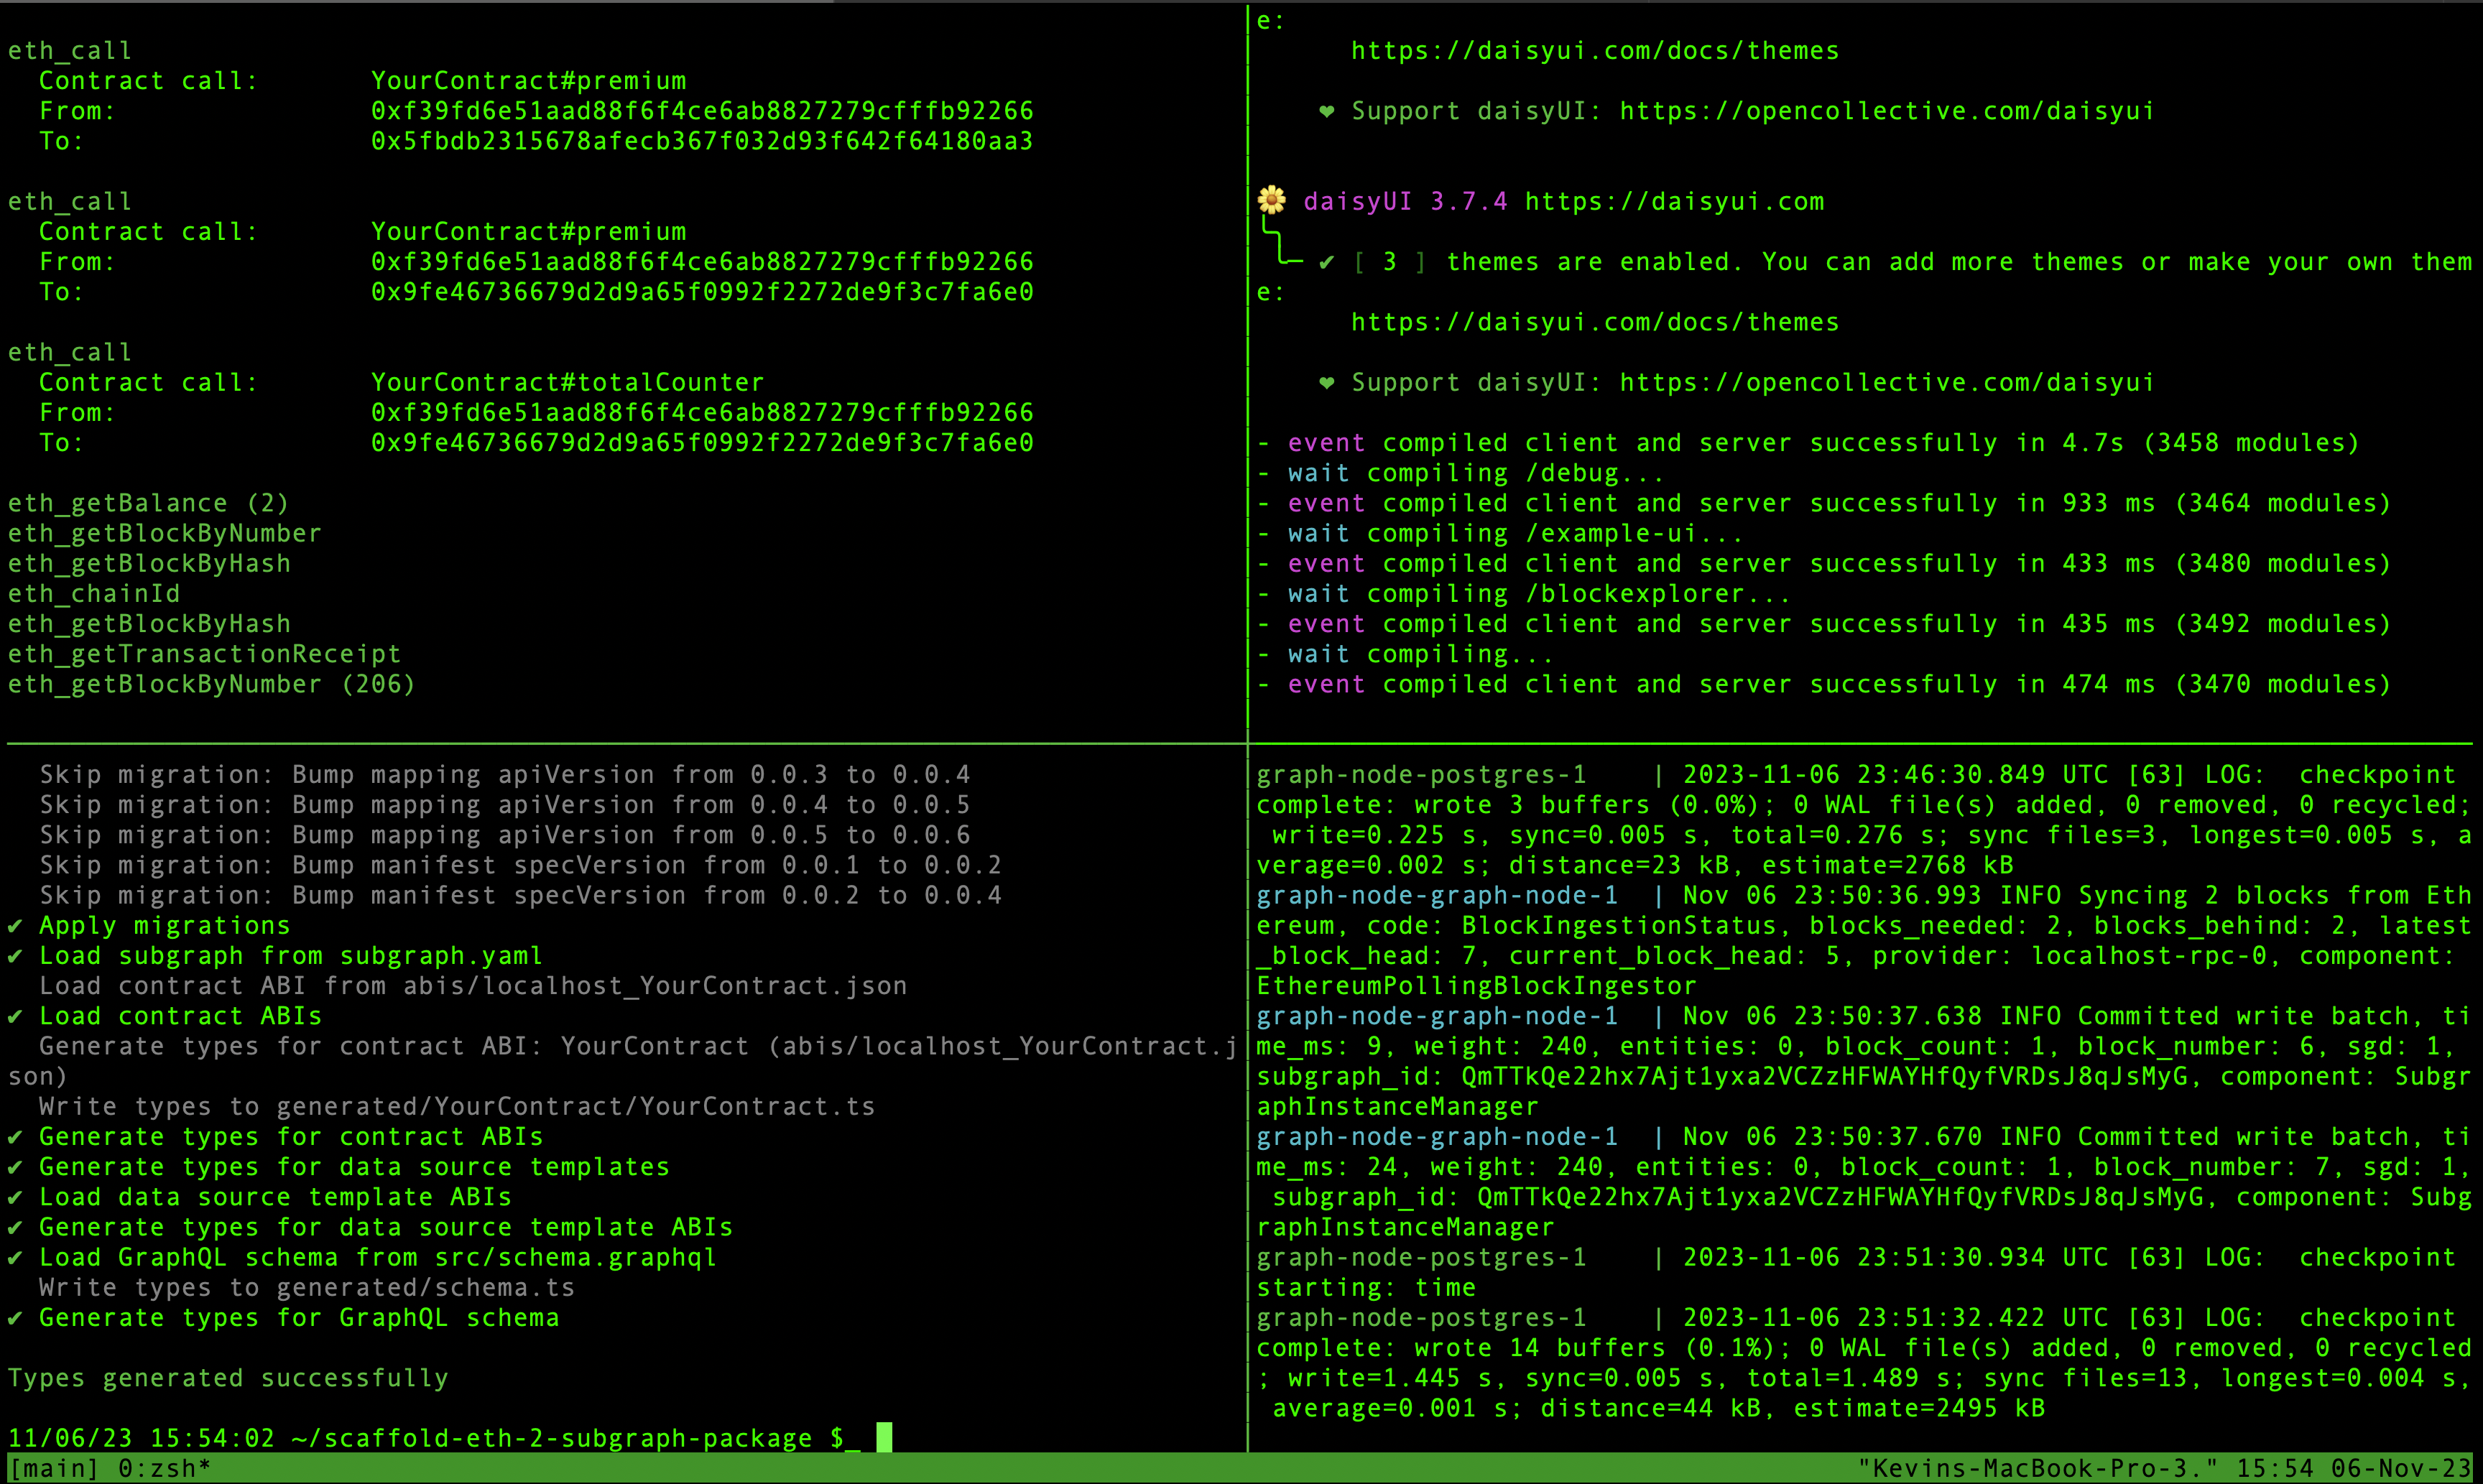 eth_call
  Contract call:       YourContract#premium
  From:                0xf39fd6e51aad88f6f4ce6ab8827279cfffb92266
  To:                  0x5fbdb2315678afecb367f032d93f642f64180aa3
eth_call
  Contract call:       YourContract#premium
  From:                0xf39fd6e51aad88f6f4ce6ab8827279cfffb92266
  To:                  0x9fe46736679d2d9a65f0992f2272de9f3c7fa6e0
eth_call
  Contract call:       YourContract#totalCounter
  From:                0xf39fd6e51aad88f6f4ce6ab8827279cfffb92266
  To:                  0x9fe46736679d2d9a65f0992f2272de9f3c7fa6e0
eth_getBalance (2)
eth_getBlockByNumber
eth_getBlockByHash
eth_chainId
eth_getBlockByHash
eth_getTransactionReceipt
eth_getBlockByNumber (206)
e:
      https://daisyui.com/docs/themes
    ❤︎ Support daisyUI: https://opencollective.com/daisyui
🌼 daisyUI 3.7.4 https://daisyui.com
  ✔︎ [ 3 ] themes are enabled. You can add more themes or make your own them
e:
      https://daisyui.com/docs/themes
    ❤︎ Support daisyUI: https://opencollective.com/daisyui
- event compiled client and server successfully in 4.7s (3458 modules)
- wait compiling /debug...
- event compiled client and server successfully in 933 ms (3464 modules)
- wait compiling /example-ui...
- event compiled client and server successfully in 433 ms (3480 modules)
- wait compiling /blockexplorer...
- event compiled client and server successfully in 435 ms (3492 modules)
- wait compiling...
- event compiled client and server successfully in 474 ms (3470 modules)
  Skip migration: Bump mapping apiVersion from 0.0.3 to 0.0.4
  Skip migration: Bump mapping apiVersion from 0.0.4 to 0.0.5
  Skip migration: Bump mapping apiVersion from 0.0.5 to 0.0.6
  Skip migration: Bump manifest specVersion from 0.0.1 to 0.0.2
  Skip migration: Bump manifest specVersion from 0.0.2 to 0.0.4
✔ Apply migrations
✔ Load subgraph from subgraph.yaml
  Load contract ABI from abis/localhost_YourContract.json
✔ Load contract ABIs
  Generate types for contract ABI: YourContract (abis/localhost_YourContract.j
son)
  Write types to generated/YourContract/YourContract.ts
✔ Generate types for contract ABIs
✔ Generate types for data source templates
✔ Load data source template ABIs
✔ Generate types for data source template ABIs
✔ Load GraphQL schema from src/schema.graphql
  Write types to generated/schema.ts
✔ Generate types for GraphQL schema
Types generated successfully
11/06/23 15:54:02 ~/scaffold-eth-2-subgraph-package $_
graph-node-postgres-1    | 2023-11-06 23:46:30.849 UTC [63] LOG:  checkpoint
complete: wrote 3 buffers (0.0%); 0 WAL file(s) added, 0 removed, 0 recycled;
 write=0.225 s, sync=0.005 s, total=0.276 s; sync files=3, longest=0.005 s, a
verage=0.002 s; distance=23 kB, estimate=2768 kB
graph-node-graph-node-1  | Nov 06 23:50:36.993 INFO Syncing 2 blocks from Eth
ereum, code: BlockIngestionStatus, blocks_needed: 2, blocks_behind: 2, latest
_block_head: 7, current_block_head: 5, provider: localhost-rpc-0, component:
EthereumPollingBlockIngestor
graph-node-graph-node-1  | Nov 06 23:50:37.638 INFO Committed write batch, ti
me_ms: 9, weight: 240, entities: 0, block_count: 1, block_number: 6, sgd: 1,
subgraph_id: QmTTkQe22hx7Ajt1yxa2VCZzHFWAYHfQyfVRDsJ8qJsMyG, component: Subgr
aphInstanceManager
graph-node-graph-node-1  | Nov 06 23:50:37.670 INFO Committed write batch, ti
me_ms: 24, weight: 240, entities: 0, block_count: 1, block_number: 7, sgd: 1,
 subgraph_id: QmTTkQe22hx7Ajt1yxa2VCZzHFWAYHfQyfVRDsJ8qJsMyG, component: Subg
raphInstanceManager
graph-node-postgres-1    | 2023-11-06 23:51:30.934 UTC [63] LOG:  checkpoint
starting: time
graph-node-postgres-1    | 2023-11-06 23:51:32.422 UTC [63] LOG:  checkpoint
complete: wrote 14 buffers (0.1%); 0 WAL file(s) added, 0 removed, 0 recycled
; write=1.445 s, sync=0.005 s, total=1.489 s; sync files=13, longest=0.004 s,
 average=0.001 s; distance=44 kB, estimate=2495 kB
[main] 0:zsh*
"Kevins-MacBook-Pro-3." 15:54 06-Nov-23